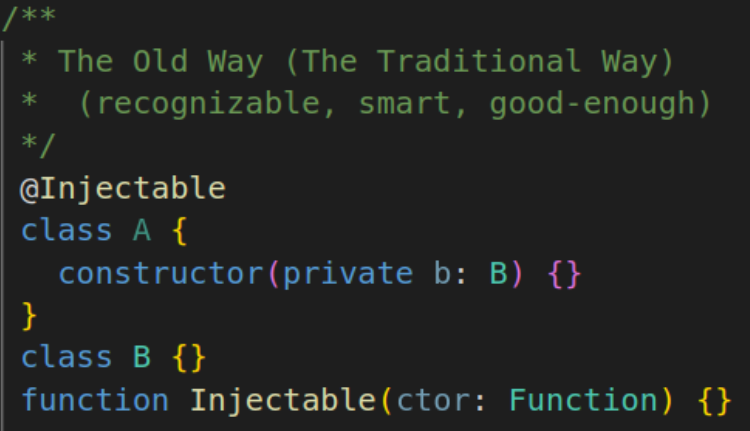 /**
 * The Old Way (The Traditional Way)
 *  (recognizable, smart, good-enough)
 */
@Injectable
class A {
  constructor(private b: B) {}
}
class B {}
function Injectable(ctor: Function) {}